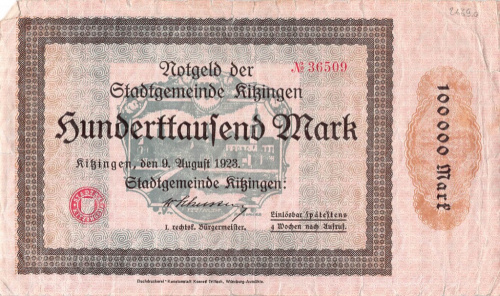 Notgeld der
№ 36509
Stadtgemeinde Kitzingen
Hunderttausend Mark
Kitzingen, den 9. August 1923.
Stadtgemeinde Kitzingen:
I. rechtsk. Bürgermeister.
Einlösbar spätestens
4 Wochen nach Aufruf.
100000 Mark